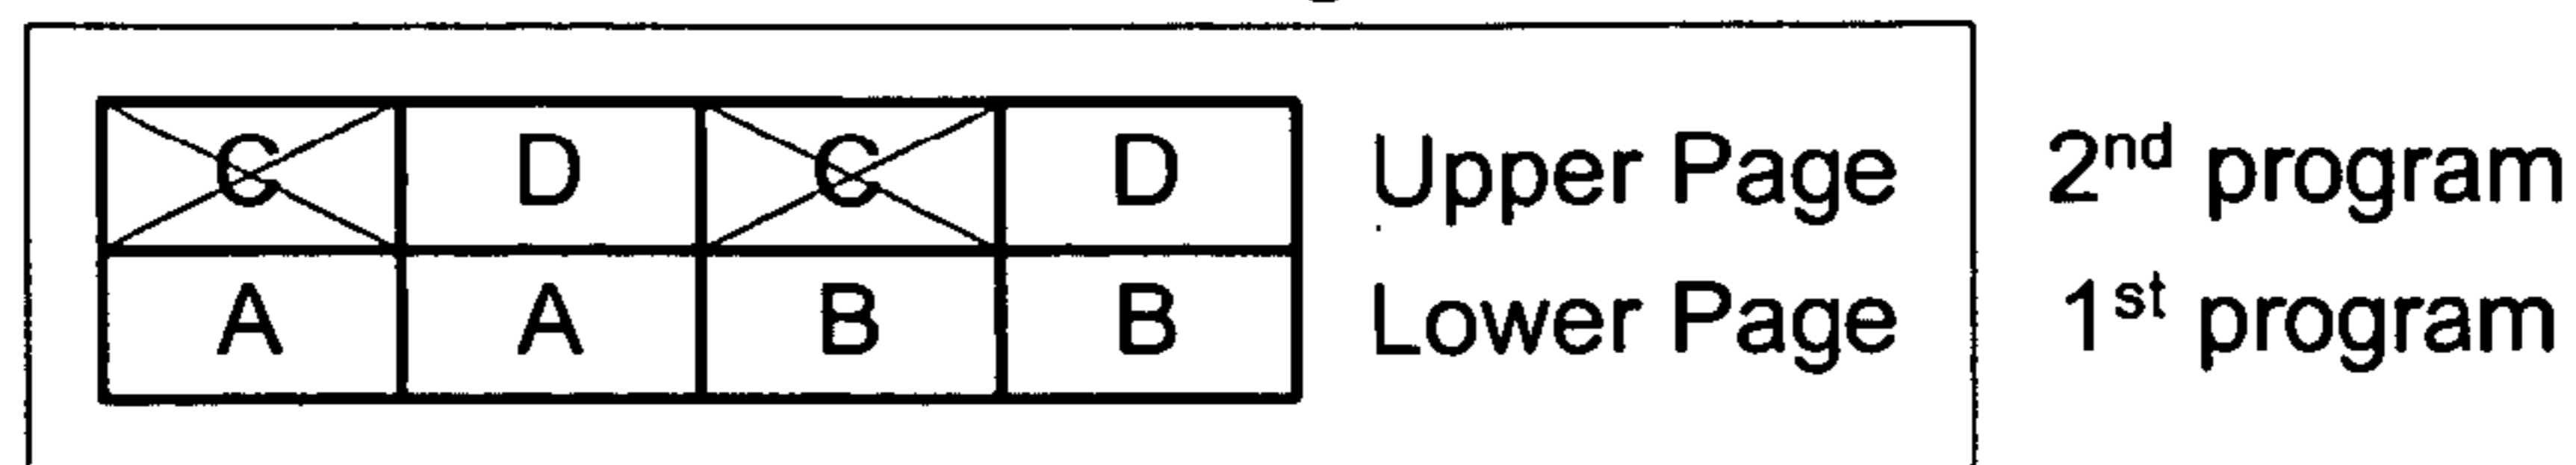 C D C D Upper Page 2nd program
A A B B Lower Page 1st program